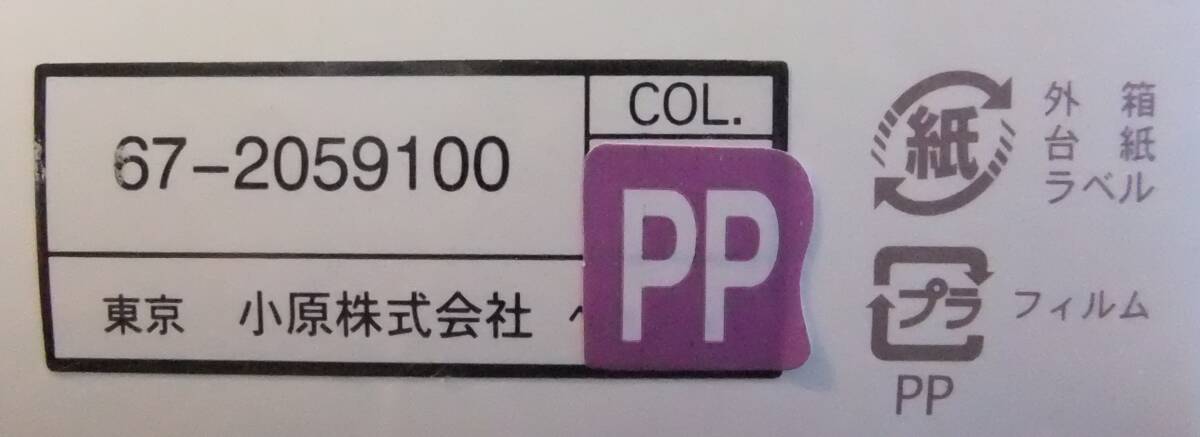 67-2059100
COL.
PP
東京 小原株式会社
紙
外箱
台紙
ラベル
プラ
フィルム
PP